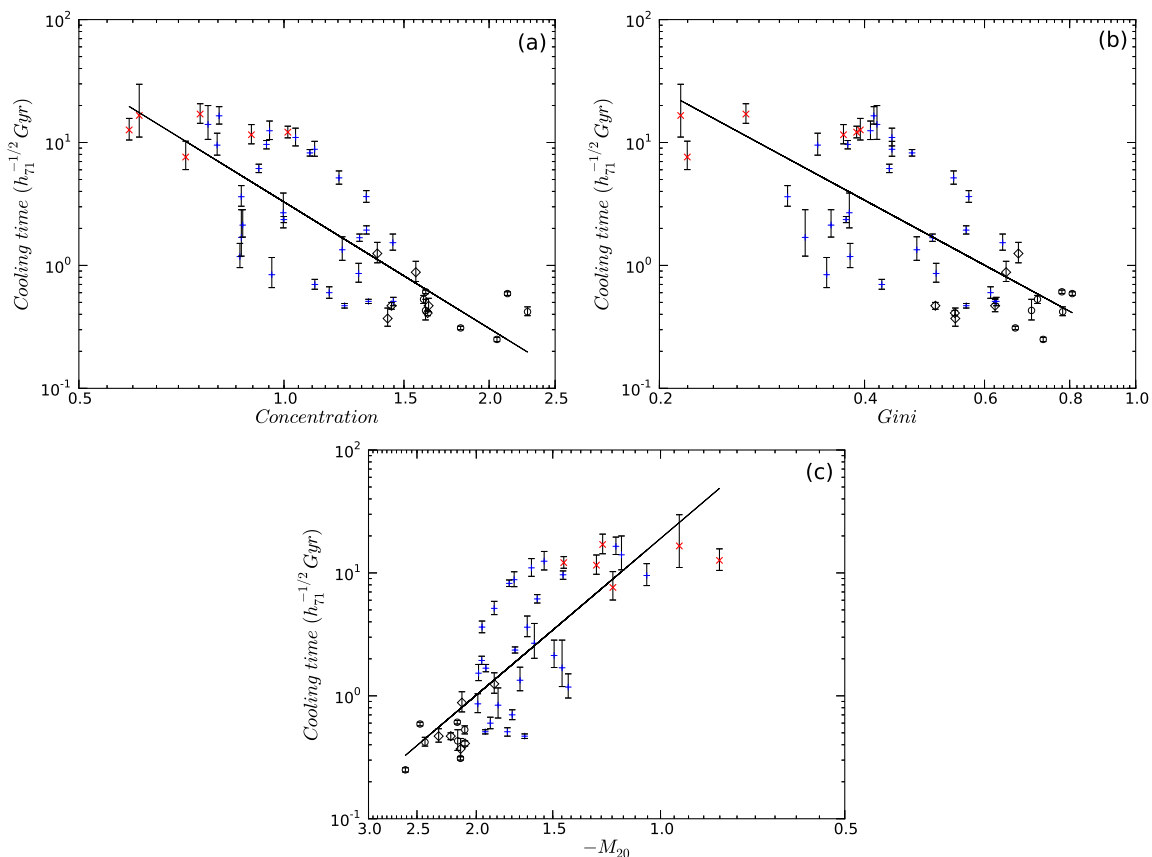 10^2
(a)
10^1
10^0
10^-1
Cooling time (h_71^-1/2 Gyr)
0.5 1.0 1.5 2.0 2.5
Concentration
10^2
(b)
10^1
10^0
10^-1
Cooling time (h_71^-1/2 Gyr)
0.2 0.4 0.6 0.8 1.0
Gini
10^2
(c)
10^1
10^0
10^-1
Cooling time (h_71^-1/2 Gyr)
3.0 2.5 2.0 1.5 1.0 0.5
−M_20